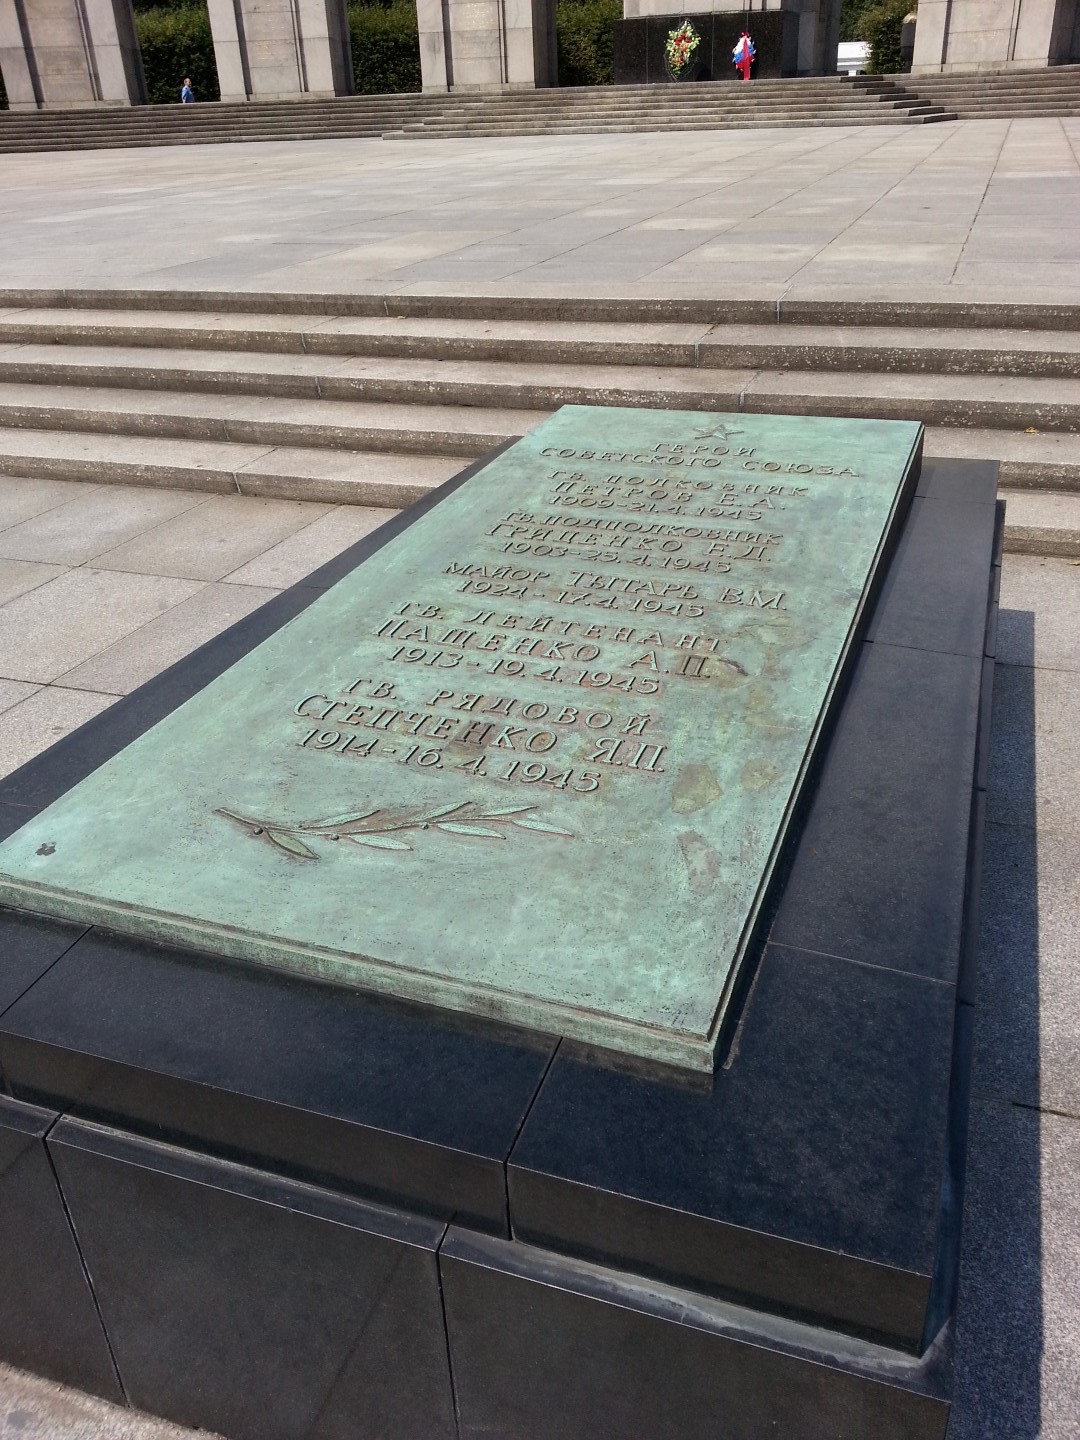 ГЕРОИ
СОВЕТСКОГО СОЮЗА
ГВ. ПОЛКОВНИК
ПЕТРОВ Е.А.
1909-21.4.1945
ГВ.ПОДПОЛКОВНИК
ГРИЦЕНКО Е.Л.
1903-25.4.1945
МАЙОР ТЫТАРЬ В.М.
1924-17.4.1945
ГВ. ЛЕЙТЕНАНТ
ПАЩЕНКО А.П.
1913-19.4.1945
ГВ. РЯДОВОЙ
СТЕПЧЕНКО Я.П.
1914-16.4.1945